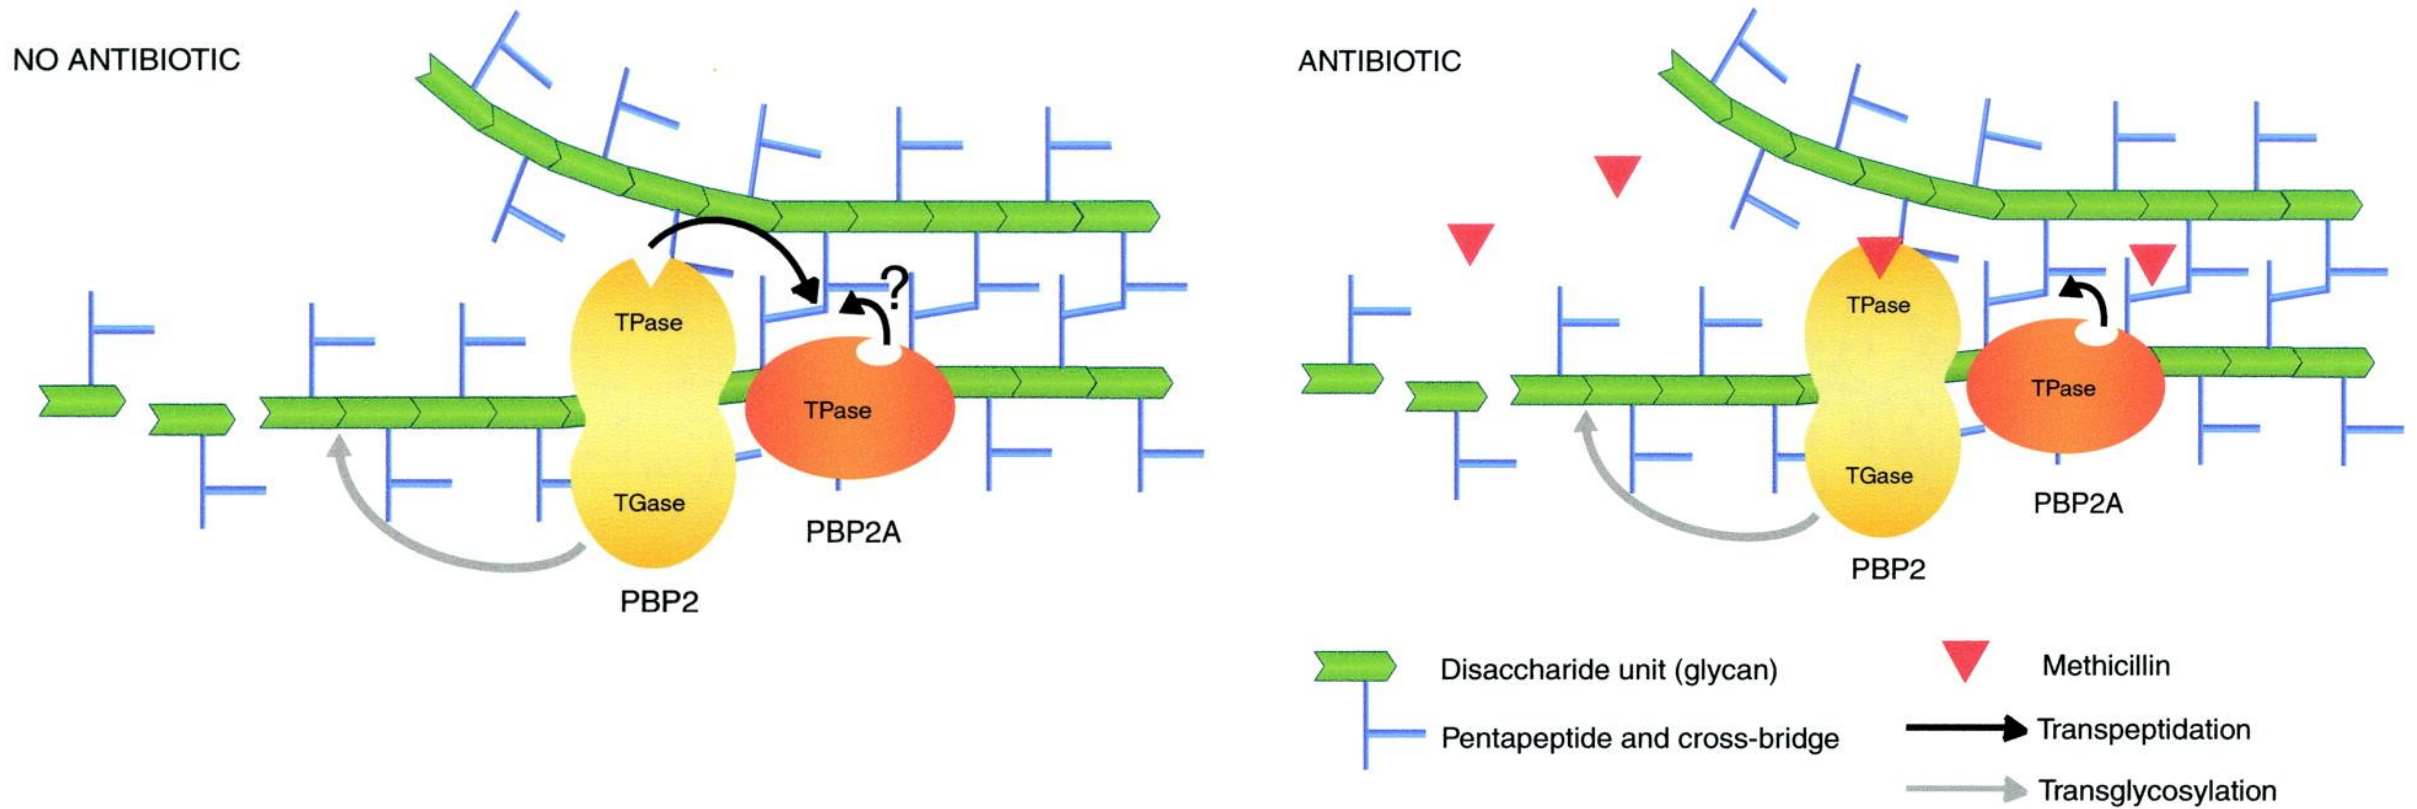 NO ANTIBIOTIC
?
TPase
TPase
TGase
PBP2A
PBP2
ANTIBIOTIC
TPase
TPase
TGase
PBP2A
PBP2
Disaccharide unit (glycan)
Pentapeptide and cross-bridge
Methicillin
Transpeptidation
Transglycosylation